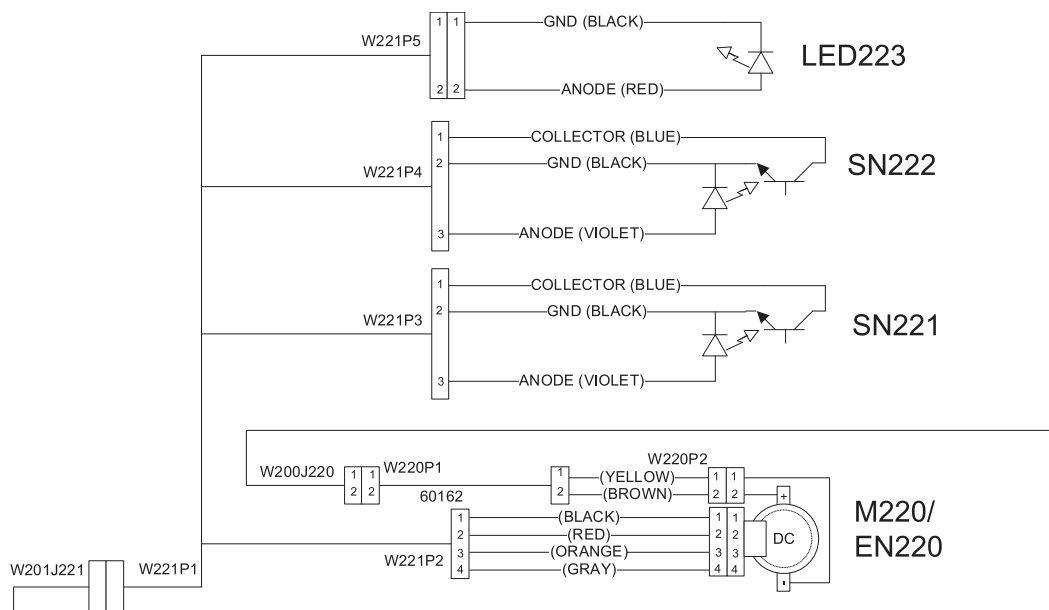 1 1 GND (BLACK)
W221P5
LED223
2 2 ANODE (RED)
1 COLLECTOR (BLUE)
2 GND (BLACK)
W221P4
SN222
3 ANODE (VIOLET)
1 COLLECTOR (BLUE)
2 GND (BLACK)
W221P3
SN221
3 ANODE (VIOLET)
W200J220 1 1 W220P1 1 (YELLOW) W220P2 1 1
2 2 60162 2 (BROWN) 2 2
+
M220/
EN220
DC
1 (BLACK) 1 1
2 (RED) 2 2
3 (ORANGE) 3 3
4 (GRAY) 4 4
W221P2
-
W201J221 W221P1